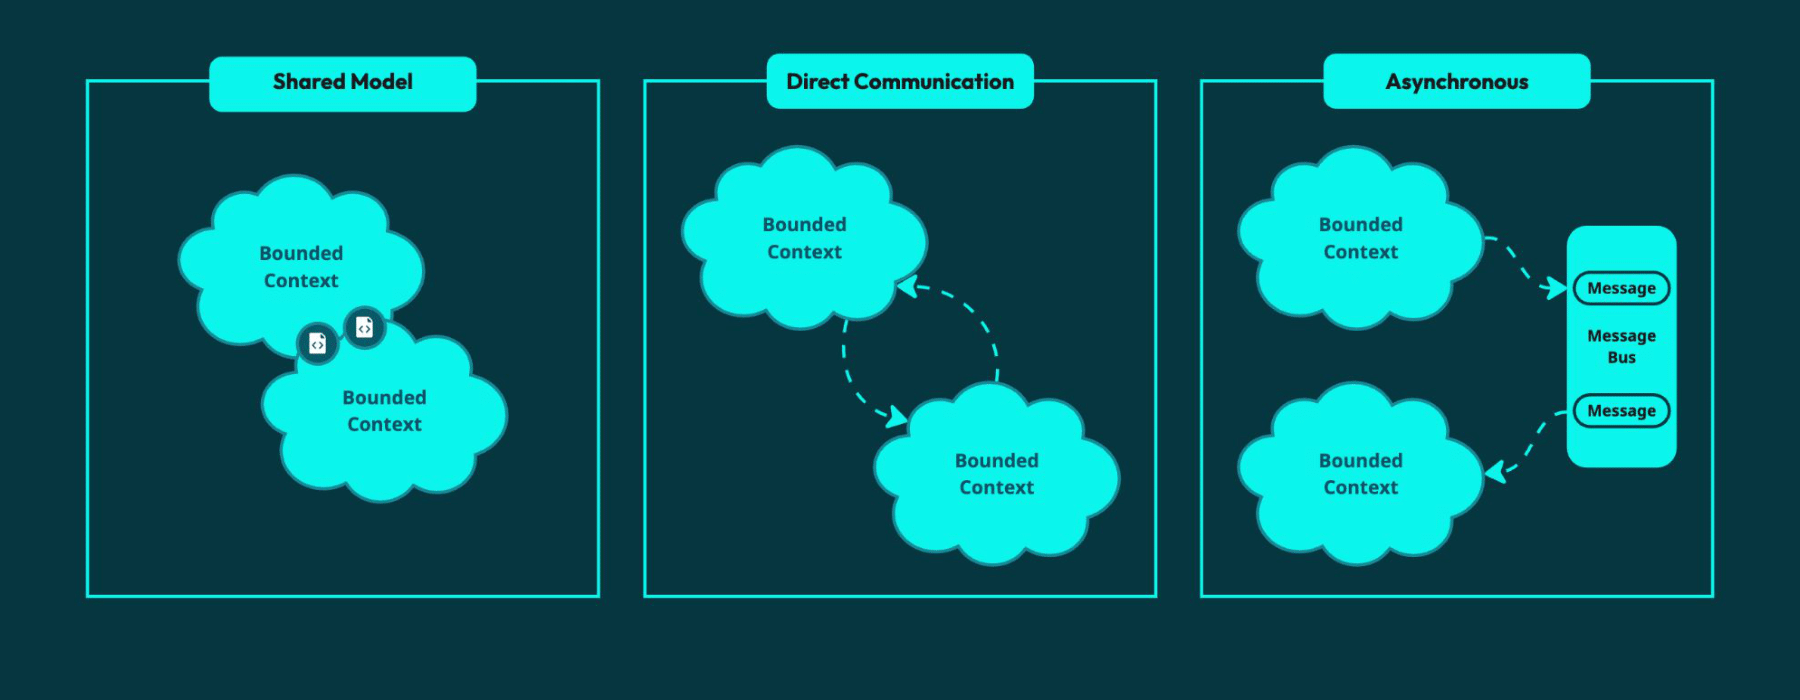 Shared Model
Bounded
Context
Bounded
Context
Direct Communication
Bounded
Context
Bounded
Context
Asynchronous
Bounded
Context
Message
Message
Bus
Message
Bounded
Context